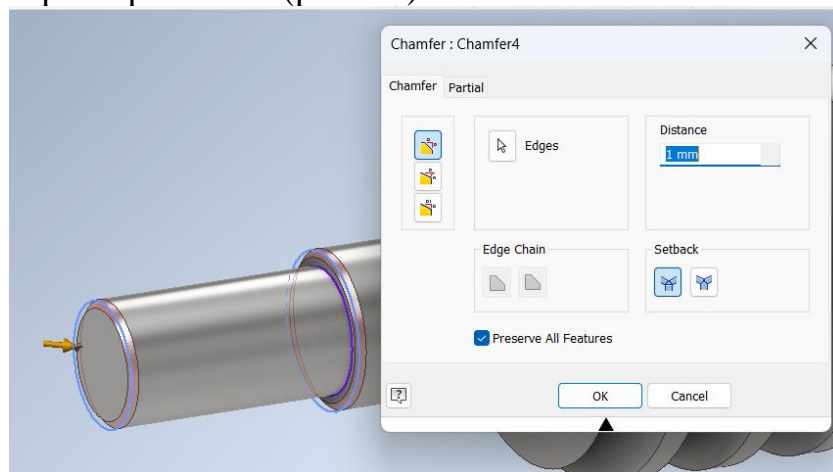 Chamfer : Chamfer4
Chamfer Partial
Edges
Distance
1 mm
Edge Chain
Setback
Preserve All Features
?
OK Cancel